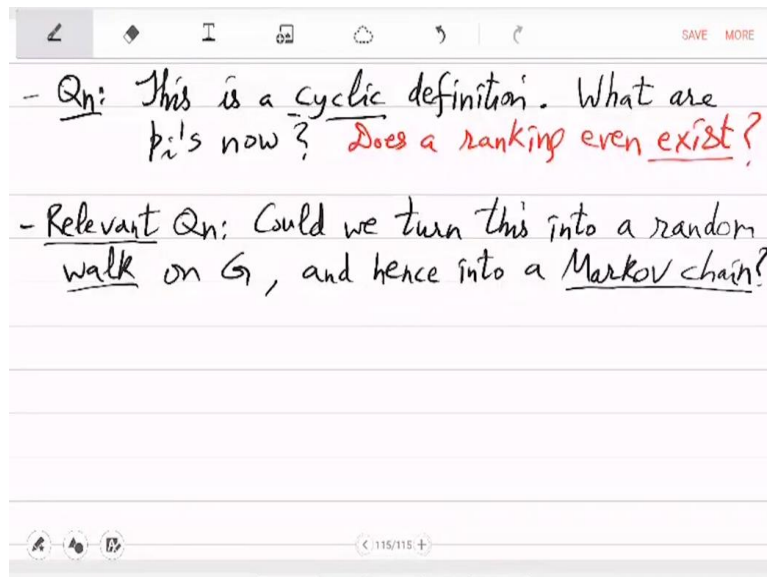 SAVE MORE
- Qn: This is a cyclic definition. What are
pi's now? Does a ranking even exist?
- Relevant Qn: Could we turn this into a random
walk on G, and hence into a Markov chain?
115/115